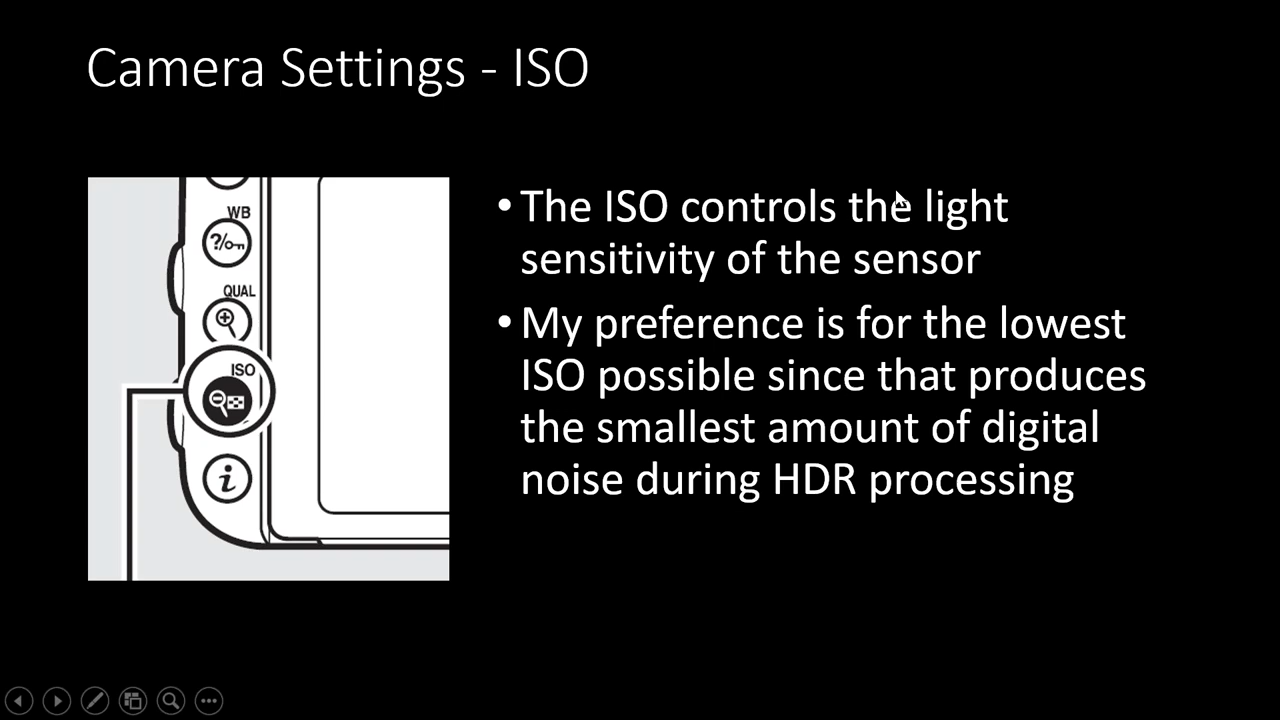 Camera Settings - ISO
WB
?/
QUAL
ISO
i
• The ISO controls the light
sensitivity of the sensor
• My preference is for the lowest
ISO possible since that produces
the smallest amount of digital
noise during HDR processing